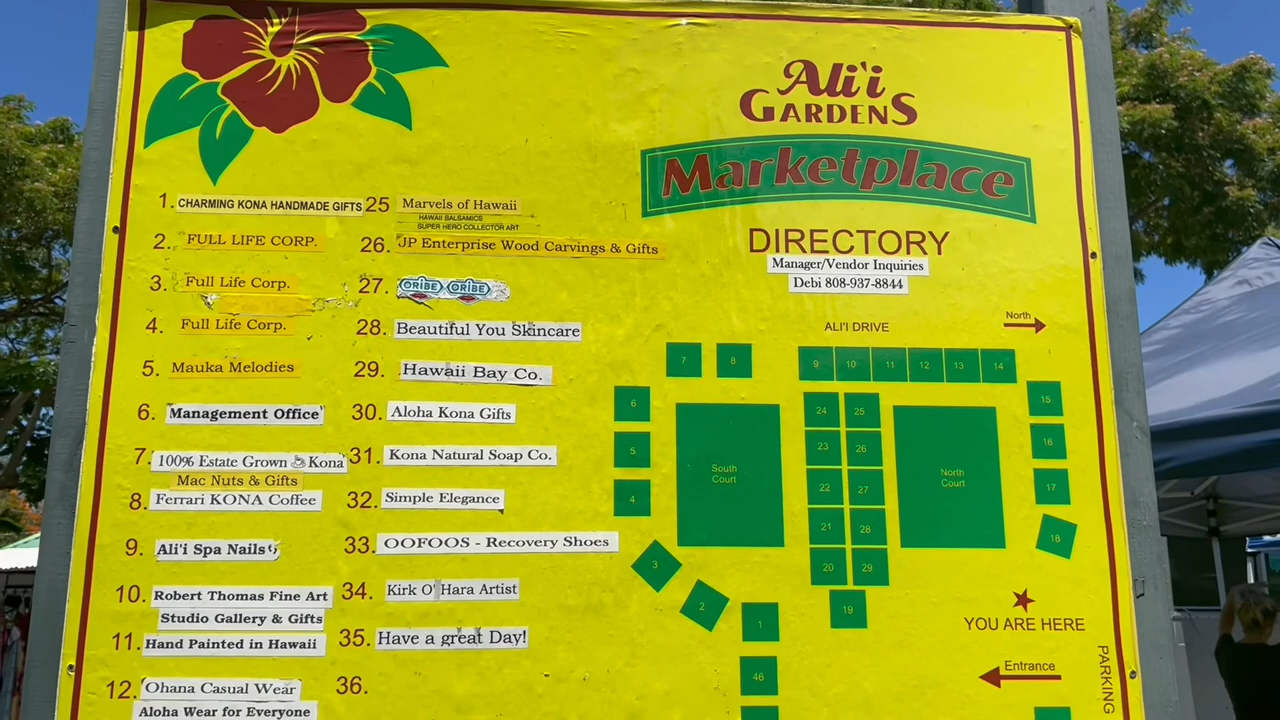 Ali'i
GARDENS
Marketplace
DIRECTORY
Manager/Vendor Inquiries
Debi 808-937-8844
1. CHARMING KONA HANDMADE GIFTS
2. FULL LIFE CORP.
3. Full Life Corp.
4. Full Life Corp.
5. Mauka Melodies
6. Management Office
7. 100% Estate Grown Kona
Mac Nuts & Gifts
8. Ferrari KONA Coffee
9. Ali'i Spa Nails
10. Robert Thomas Fine Art
Studio Gallery & Gifts
11. Hand Painted in Hawaii
12. Ohana Casual Wear
Aloha Wear for Everyone
25 Marvels of Hawaii
HAWAII BALSAMICS
SUPER HERO COLLECTOR ART
26. JP Enterprise Wood Carvings & Gifts
27. ORIBE ORIBE
28. Beautiful You Skincare
29. Hawaii Bay Co.
30. Aloha Kona Gifts
31. Kona Natural Soap Co.
32. Simple Elegance
33. OOFOOS - Recovery Shoes
34. Kirk O'Hara Artist
35. Have a great Day!
36.
ALI'I DRIVE
North
7 8 9 10 11 12 13 14
6 24 25 15
5 23 26 16
South Court
North Court
4 22 27 17
21 28 18
3 20 29
2 1 19
YOU ARE HERE
46
Entrance
PARKING